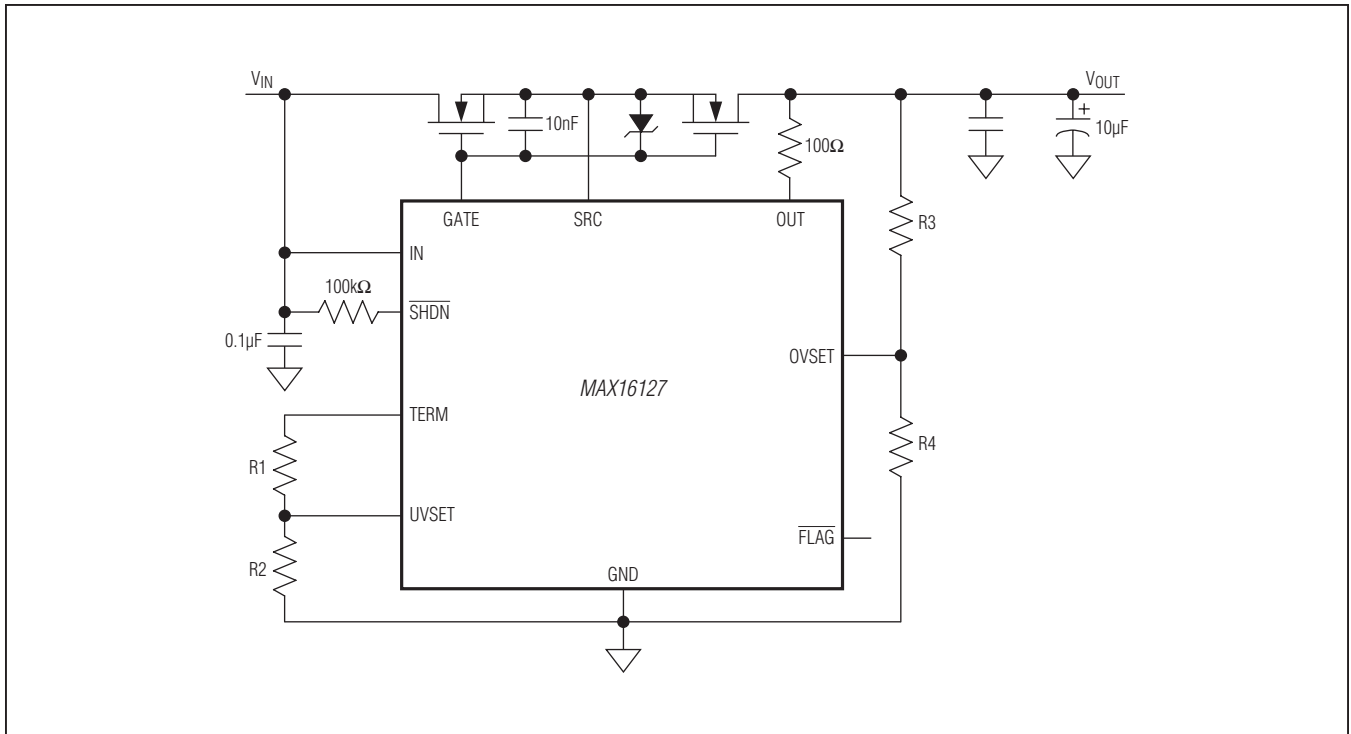 VIN
VOUT
10nF
100Ω
10µF
GATE
SRC
OUT
R3
IN
100kΩ
SHDN
0.1µF
OVSET
MAX16127
TERM
R4
R1
UVSET
FLAG
R2
GND